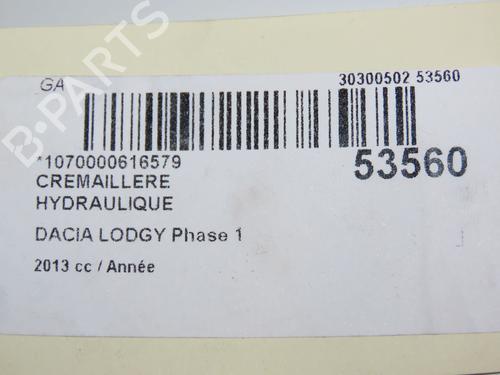 GA
30300502 53560
*1070000616579
53560
CREMAILLERE
HYDRAULIQUE
DACIA LODGY Phase 1
2013 cc / Année
B-PARTS